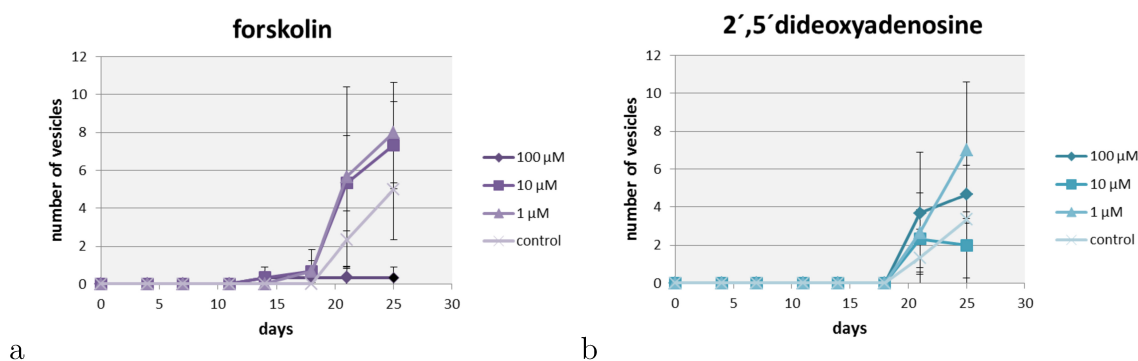 forskolin
12
10
8
6
4
2
0
number of vesicles
0 5 10 15 20 25 30
days
100 µM
10 µM
1 µM
control
a
2´,5´dideoxyadenosine
12
10
8
6
4
2
0
number of vesicles
0 5 10 15 20 25 30
days
100 µM
10 µM
1 µM
control
b